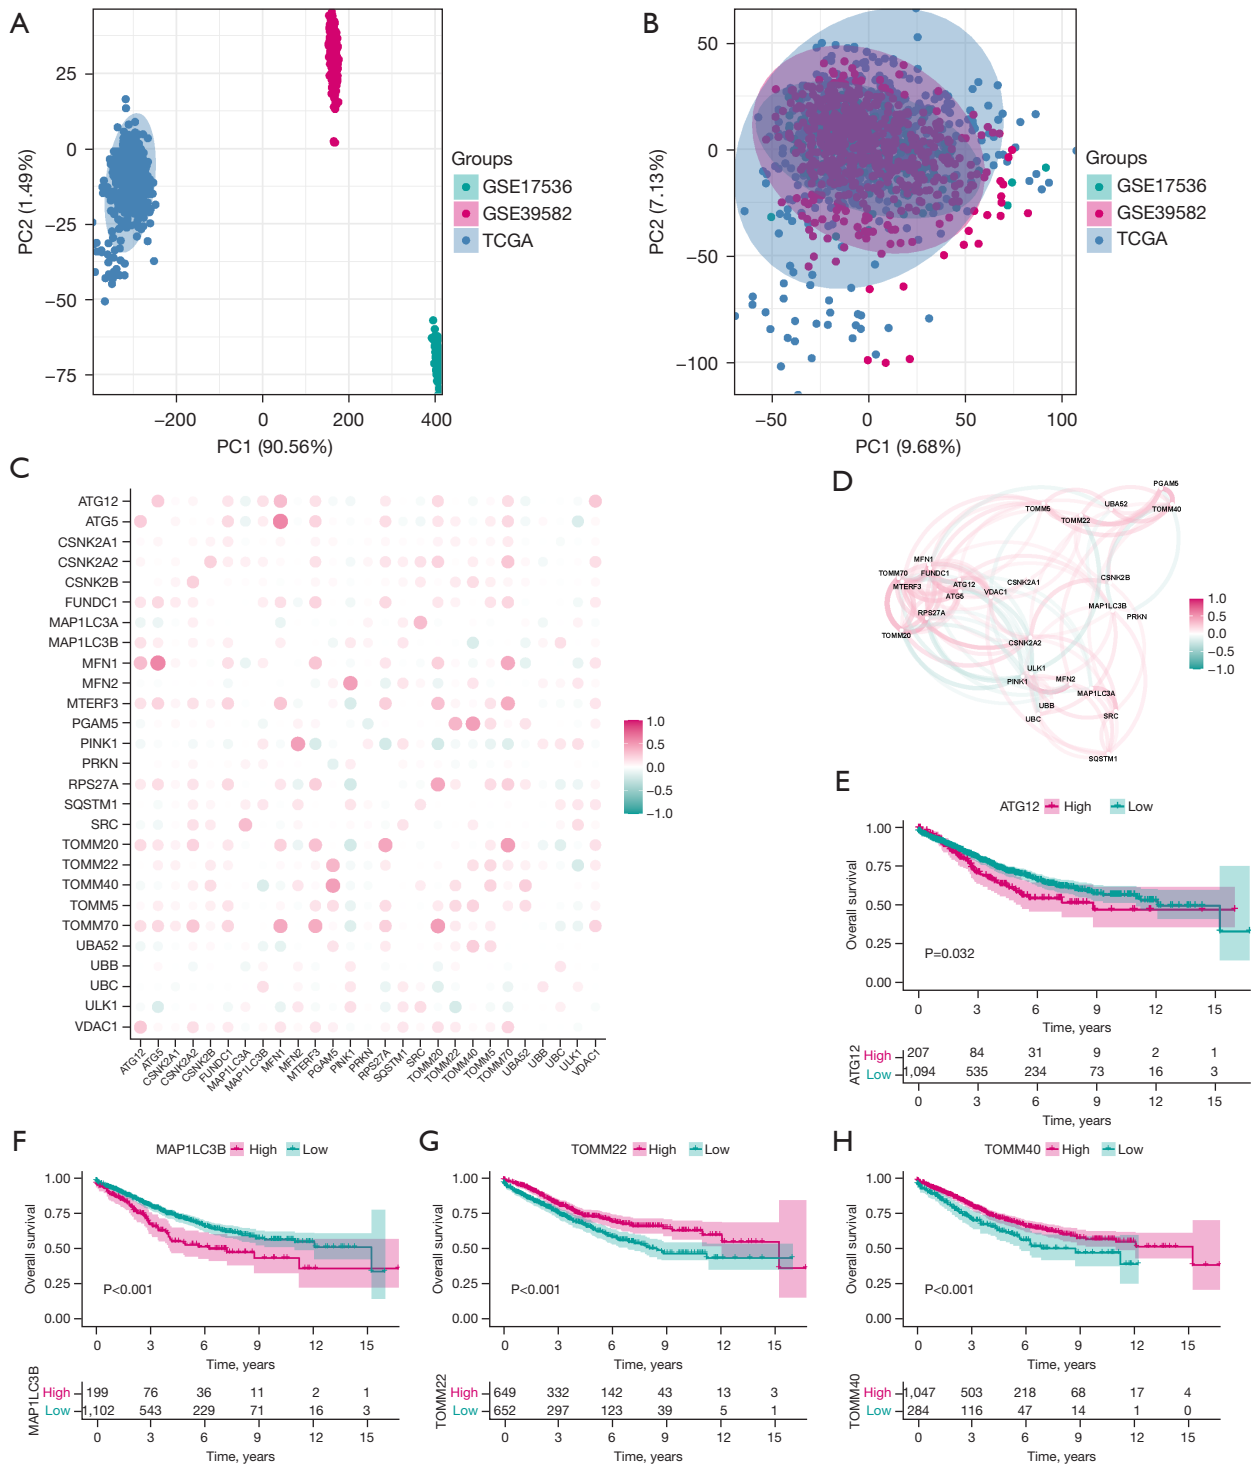 A
25
0
−25
−50
−75
PC2 (1.49%)
−200 0 200 400
PC1 (90.56%)
Groups
GSE17536
GSE39582
TCGA
B
50
0
−50
−100
PC2 (7.13%)
−50 0 50 100
PC1 (9.68%)
Groups
GSE17536
GSE39582
TCGA
C
ATG12
ATG5
CSNK2A1
CSNK2A2
CSNK2B
FUNDC1
MAP1LC3A
MAP1LC3B
MFN1
MFN2
MTERF3
PGAM5
PINK1
PRKN
RPS27A
SQSTM1
SRC
TOMM20
TOMM22
TOMM40
TOMM5
TOMM70
UBA52
UBB
UBC
ULK1
VDAC1
ATG12 ATG5 CSNK2A1 CSNK2A2 CSNK2B FUNDC1 MAP1LC3A MAP1LC3B MFN1 MFN2 MTERF3 PGAM5 PINK1 PRKN RPS27A SQSTM1 SRC TOMM20 TOMM22 TOMM40 TOMM5 TOMM70 UBA52 UBB UBC ULK1 VDAC1
1.0
0.5
0.0
−0.5
−1.0
D
PGAM5
UBA52
TOMM5
TOMM40
TOMM22
MFN1
TOMM70
FUNDC1
MTERF3
ATG12
CSNK2A1
CSNK2B
VDAC1
ATG5
RPS27A
MAP1LC3B
PRKN
TOMM20
CSNK2A2
ULK1
PINK1
MFN2
MAP1LC3A
UBB
UBC
SRC
SQSTM1
1.0
0.5
0.0
−0.5
−1.0
E
ATG12 High Low
1.00
0.75
0.50
0.25
0.00
Overall survival
P=0.032
0 3 6 9 12 15
Time, years
ATG12
High 207 84 31 9 2 1
Low 1,094 535 234 73 16 3
0 3 6 9 12 15
Time, years
F
MAP1LC3B High Low
1.00
0.75
0.50
0.25
0.00
Overall survival
P<0.001
0 3 6 9 12 15
Time, years
MAP1LC3B
High 199 76 36 11 2 1
Low 1,102 543 229 71 16 3
0 3 6 9 12 15
Time, years
G
TOMM22 High Low
1.00
0.75
0.50
0.25
0.00
Overall survival
P<0.001
0 3 6 9 12 15
Time, years
TOMM22
High 649 332 142 43 13 3
Low 652 297 123 39 5 1
0 3 6 9 12 15
Time, years
H
TOMM40 High Low
1.00
0.75
0.50
0.25
0.00
Overall survival
P<0.001
0 3 6 9 12 15
Time, years
TOMM40
High 1,047 503 218 68 17 4
Low 284 116 47 14 1 0
0 3 6 9 12 15
Time, years